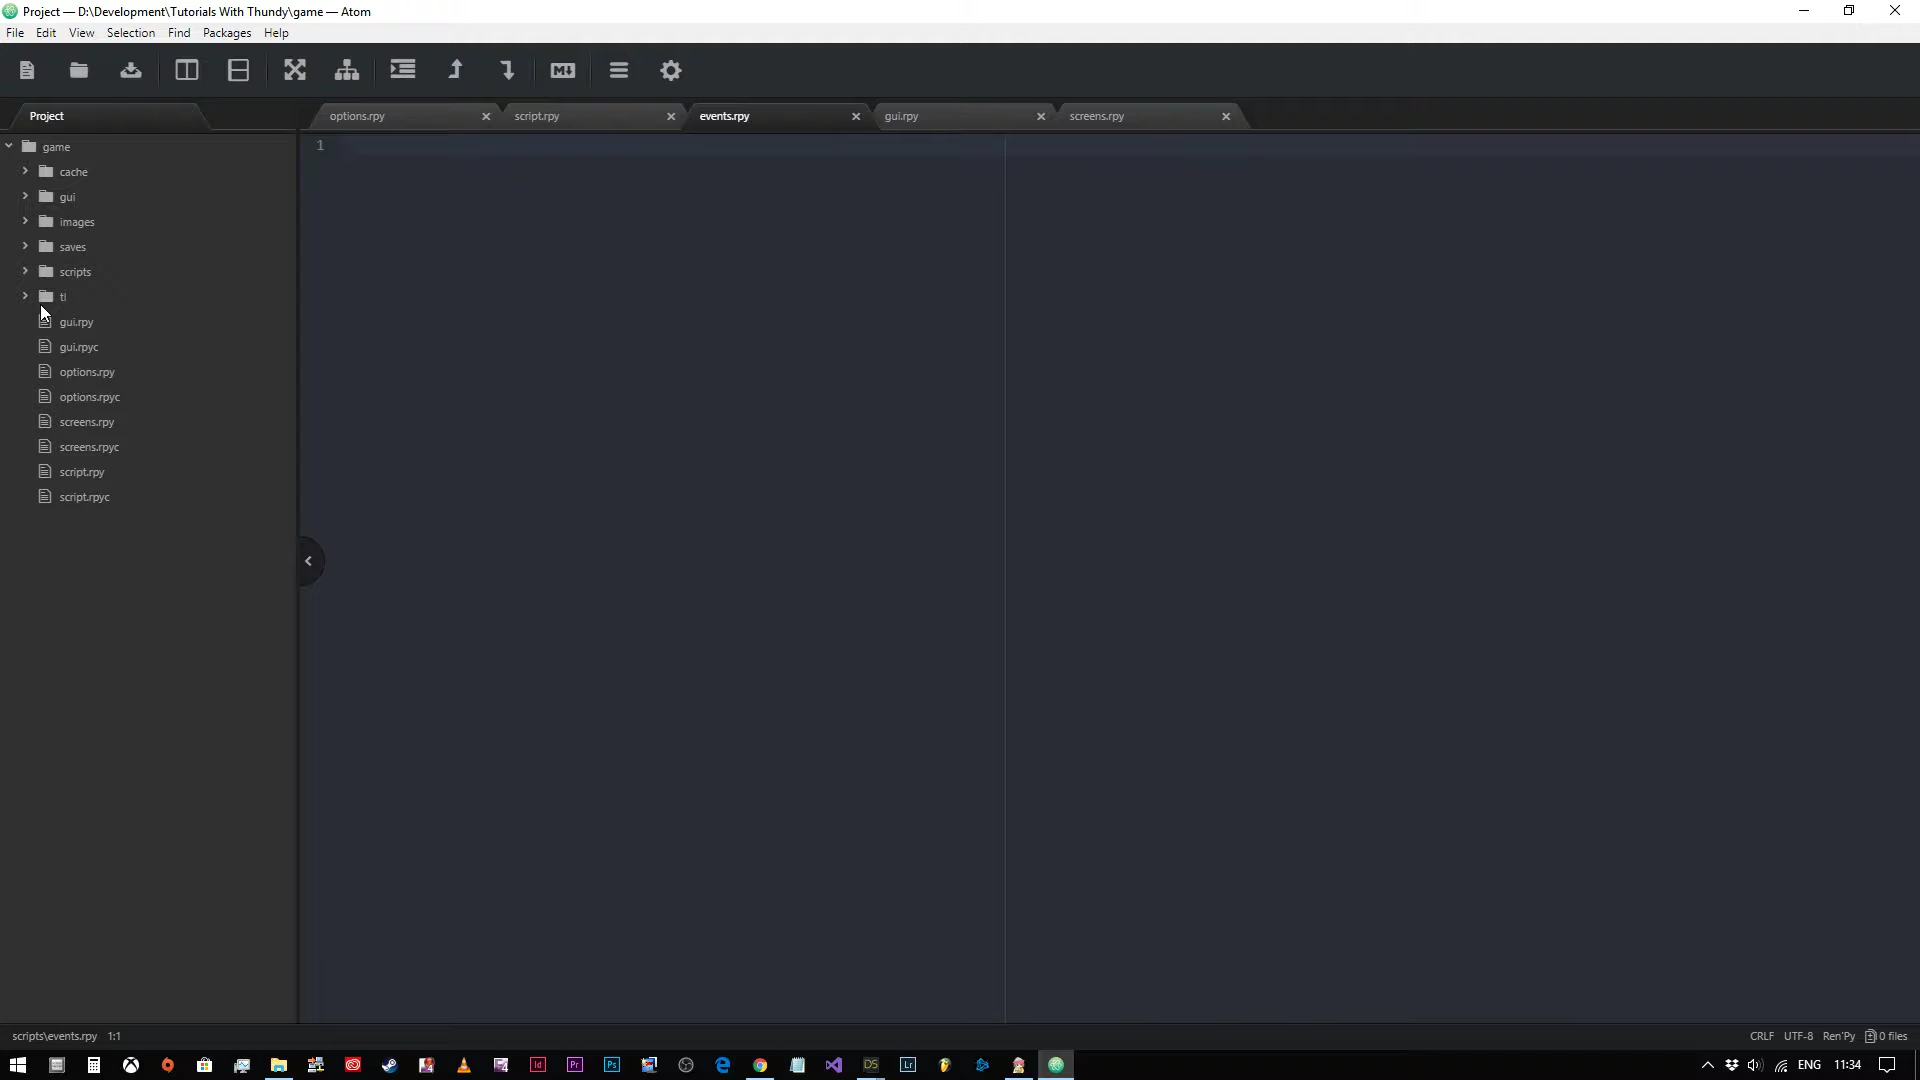 Project — D:\Development\Tutorials With Thundy\game — Atom
File Edit View Selection Find Packages Help
Project
options.rpy
script.rpy
events.rpy
gui.rpy
screens.rpy
1
game
cache
gui
images
saves
scripts
tl
gui.rpy
gui.rpyc
options.rpy
options.rpyc
screens.rpy
screens.rpyc
script.rpy
script.rpyc
scripts\events.rpy 1:1
CRLF UTF-8 Ren'Py 0 files
ENG 11:34